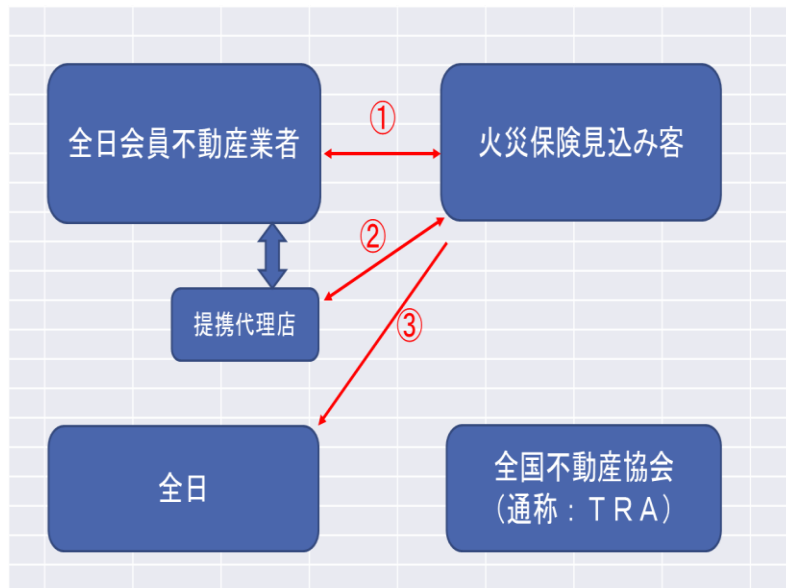 全日会員不動産業者
①
火災保険見込み客
②
提携代理店
③
全日
全国不動産協会
（通称：ＴＲＡ）